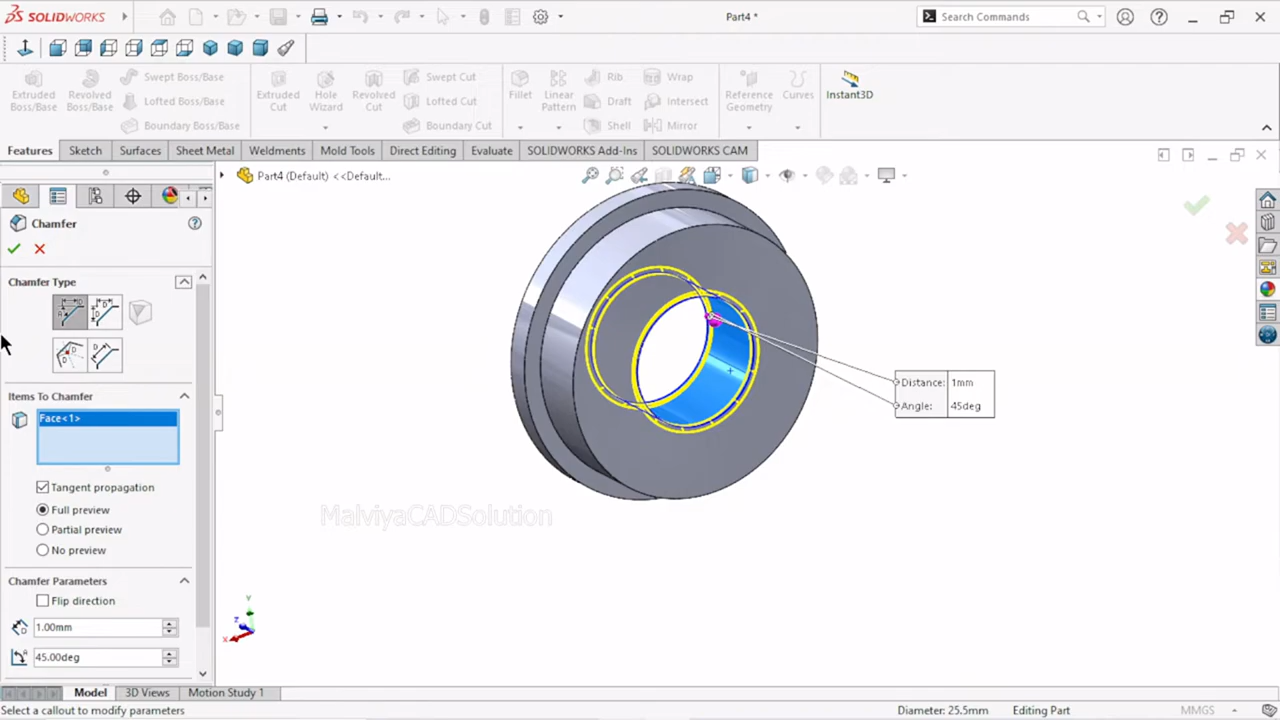 SOLIDWORKS
Part4 *
Search Commands
Extruded Boss/Base
Revolved Boss/Base
Swept Boss/Base
Lofted Boss/Base
Boundary Boss/Base
Extruded Cut
Hole Wizard
Revolved Cut
Swept Cut
Lofted Cut
Boundary Cut
Fillet
Linear Pattern
Rib
Draft
Shell
Wrap
Intersect
Mirror
Reference Geometry
Curves
Instant3D
Features
Sketch
Surfaces
Sheet Metal
Weldments
Mold Tools
Direct Editing
Evaluate
SOLIDWORKS Add-Ins
SOLIDWORKS CAM
Part4 (Default) <<Default...
Chamfer
Chamfer Type
Items To Chamfer
Face<1>
Tangent propagation
Full preview
Partial preview
No preview
Chamfer Parameters
Flip direction
1.00mm
45.00deg
Distance: 1mm
Angle: 45deg
MalviyaCADSolution
Y
Z
X
Model
3D Views
Motion Study 1
Select a callout to modify parameters
Diameter: 25.5mm
Editing Part
MMGS